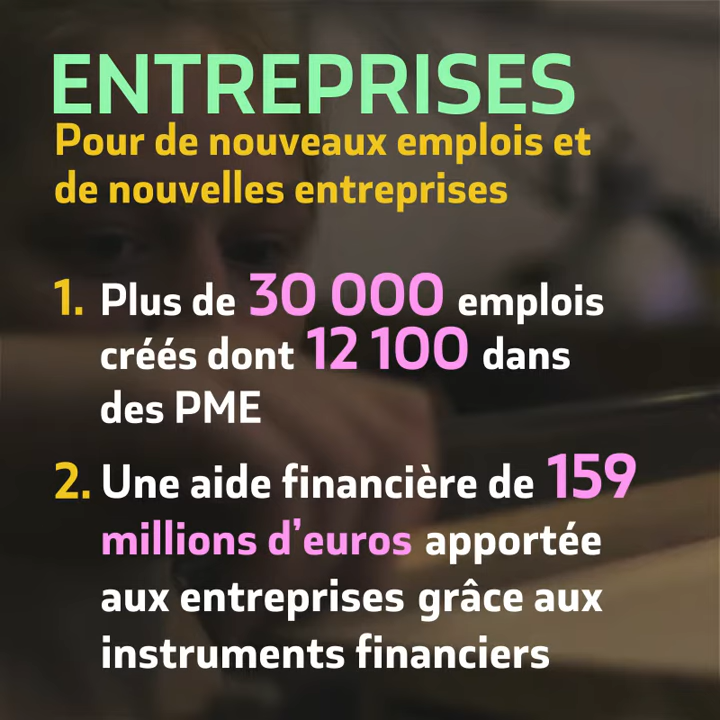 ENTREPRISES
Pour de nouveaux emplois et
de nouvelles entreprises
1. Plus de 30 000 emplois
créés dont 12 100 dans
des PME
2. Une aide financière de 159
millions d’euros apportée
aux entreprises grâce aux
instruments financiers